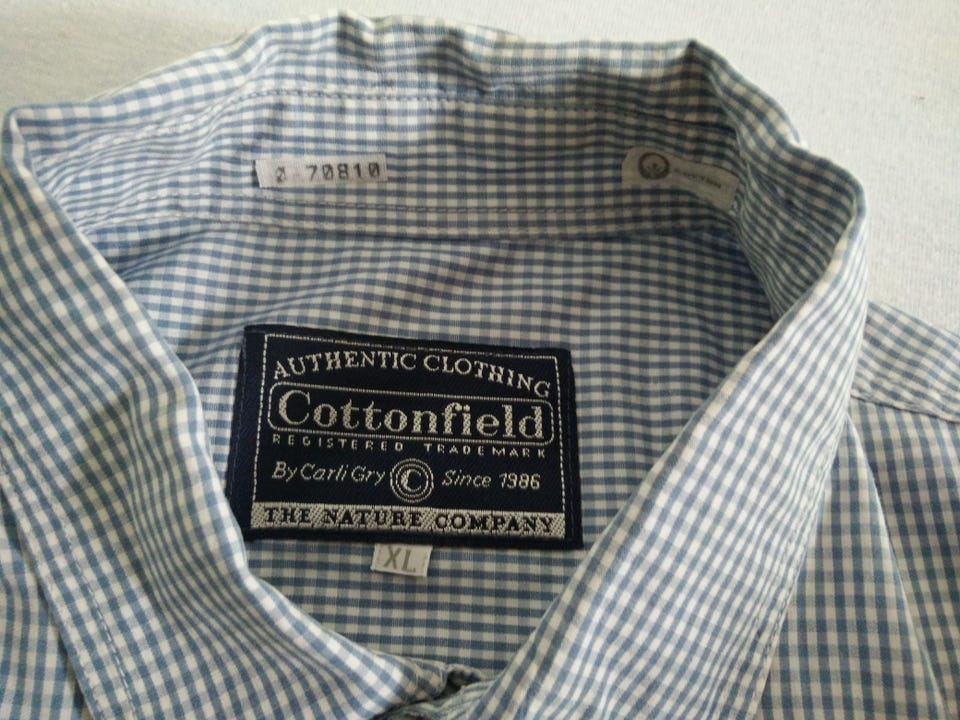 70810
AUTHENTIC CLOTHING
Cottonfield
REGISTERED TRADEMARK
By Carli Gry C Since 1986
THE NATURE COMPANY
XL